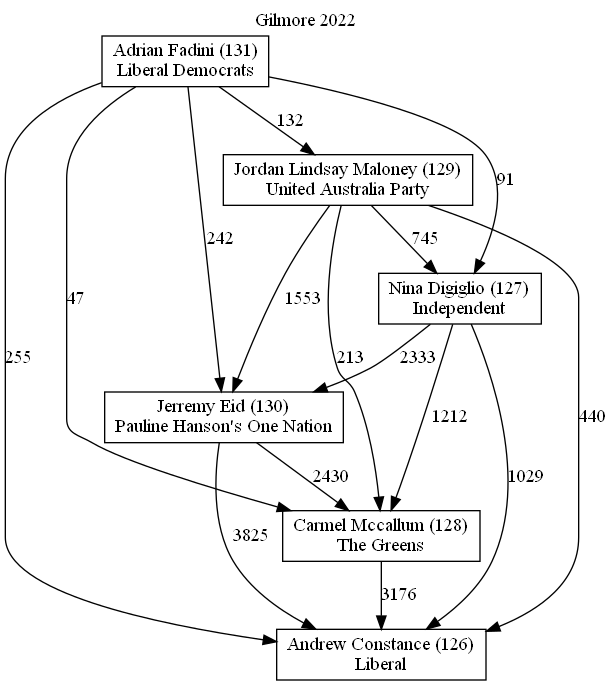 Gilmore 2022
Adrian Fadini (131)
Liberal Democrats
132
Jordan Lindsay Maloney (129)
United Australia Party
91
242
745
Nina Digiglio (127)
Independent
47
1553
255
213
2333
Jerremy Eid (130)
Pauline Hanson's One Nation
1212
440
2430
1029
Carmel Mccallum (128)
The Greens
3825
3176
Andrew Constance (126)
Liberal